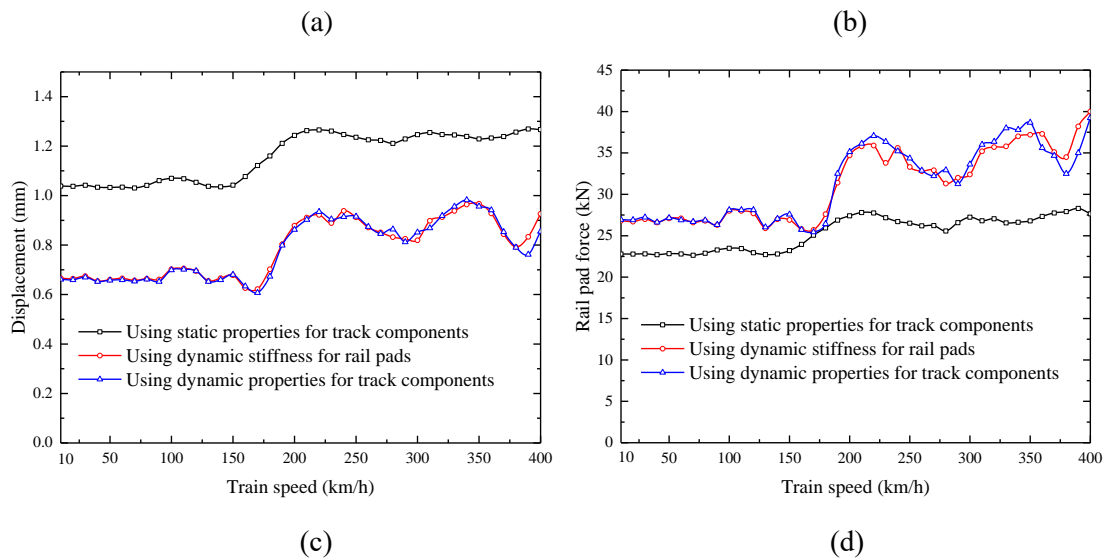 (a)
(b)
Displacement (mm)
1.4
1.2
1.0
0.8
0.6
0.4
0.2
0.0
Using static properties for track components
Using dynamic stiffness for rail pads
Using dynamic properties for track components
10 50 100 150 200 250 300 350 400
Train speed (km/h)
Rail pad force (kN)
45
40
35
30
25
20
15
10
5
0
Using static properties for track components
Using dynamic stiffness for rail pads
Using dynamic properties for track components
10 50 100 150 200 250 300 350 400
Train speed (km/h)
(c)
(d)